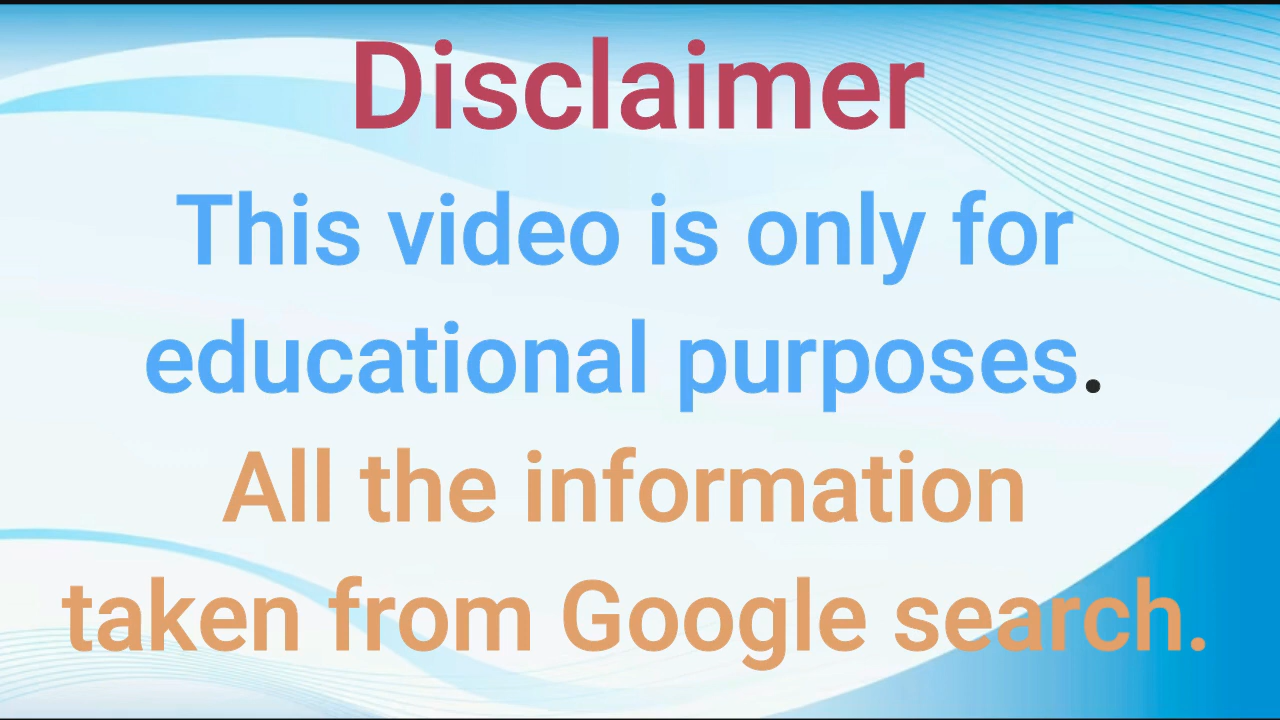 Disclaimer
This video is only for
educational purposes.
All the information
taken from Google search.